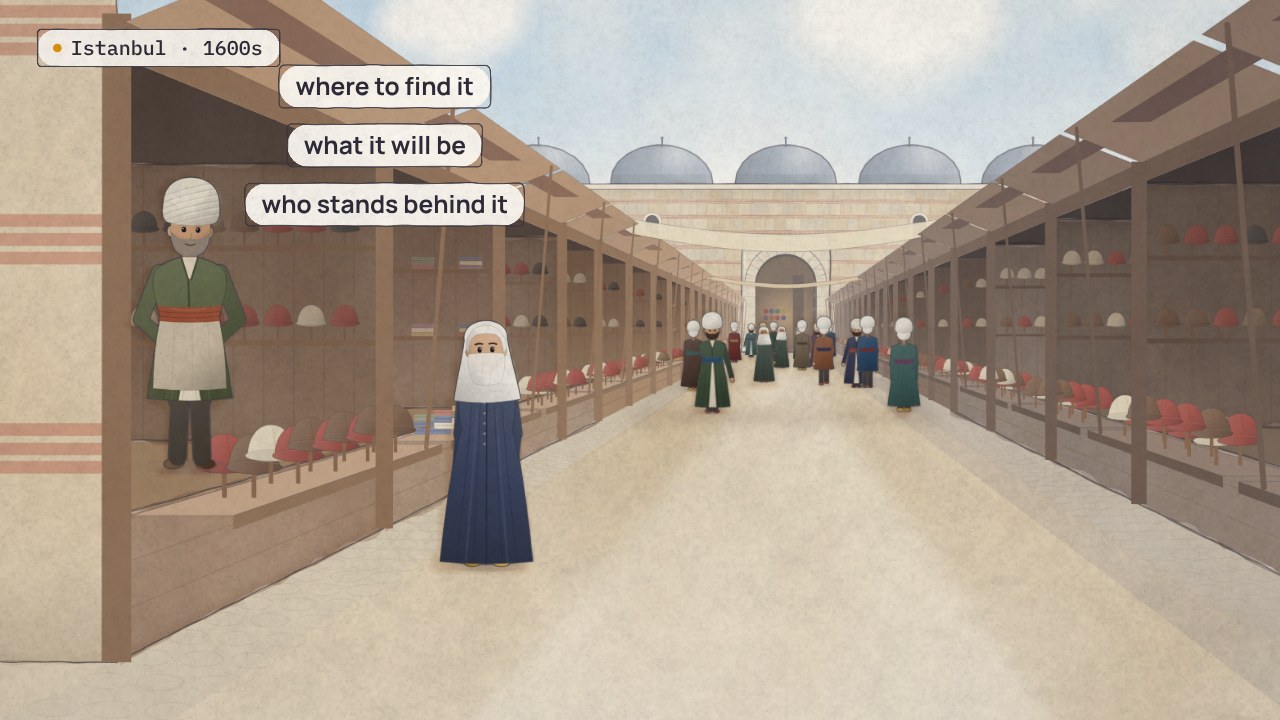 Istanbul · 1600s
where to find it
what it will be
who stands behind it